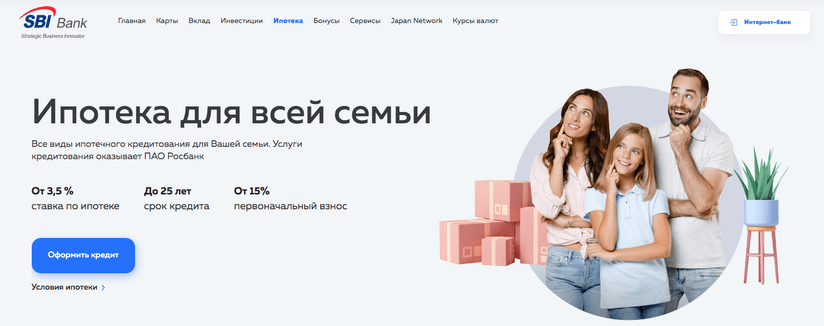 SBI Bank
Strategic Business Innovator
Главная Карты Вклад Инвестиции Ипотека Бонусы Сервисы Japan Network Курсы валют
Интернет-банк
Ипотека для всей семьи
Все виды ипотечного кредитования для Вашей семьи. Услуги
кредитования оказывает ПАО Росбанк
От 3,5 % До 25 лет От 15%
ставка по ипотеке срок кредита первоначальный взнос
Оформить кредит
Условия ипотеки